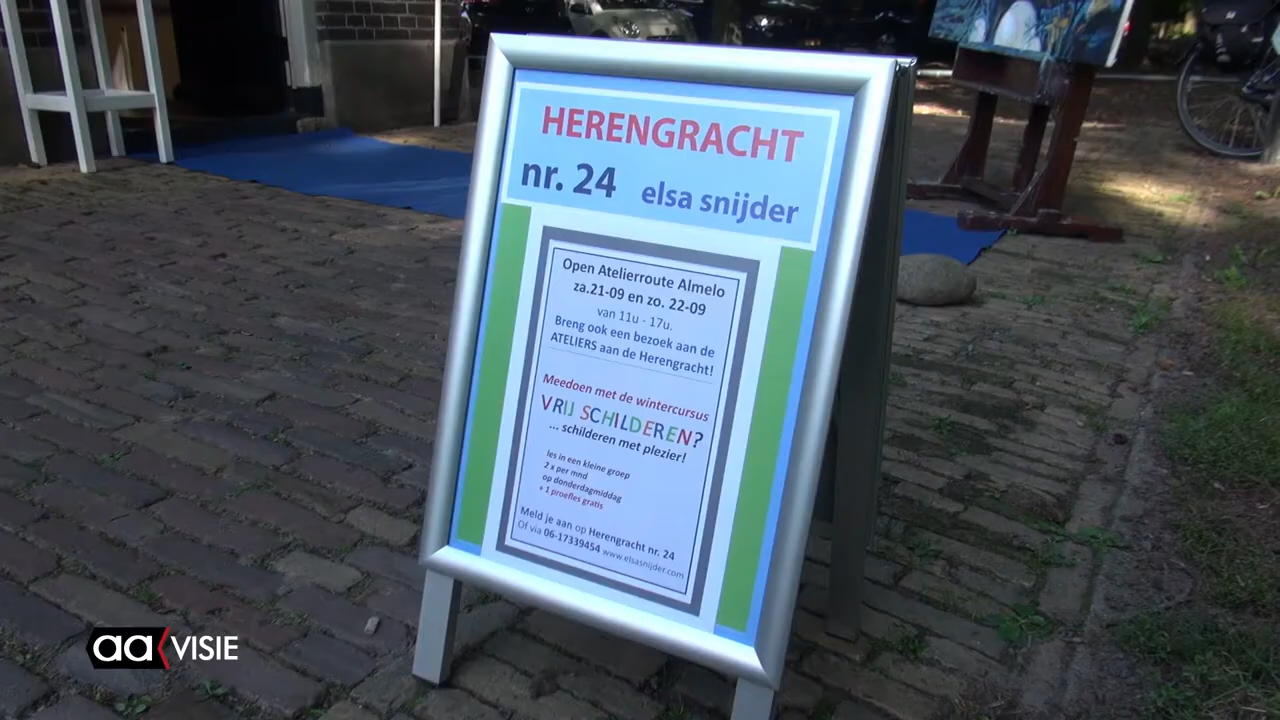 HERENGRACHT
nr. 24 elsa snijder
Open Atelierroute Almelo
za.21-09 en zo. 22-09
van 11u - 17u.
Breng ook een bezoek aan de
ATELIERS aan de Herengracht!
Meedoen met de wintercursus
VRIJ SCHILDEREN?
... schilderen met plezier!
les in een kleine groep
2 x per mnd
op donderdagmiddag
+ 1 proefles gratis
Meld je aan op Herengracht nr. 24
Of via 06-17339454 www.elsasnijder.com
aa VISIE